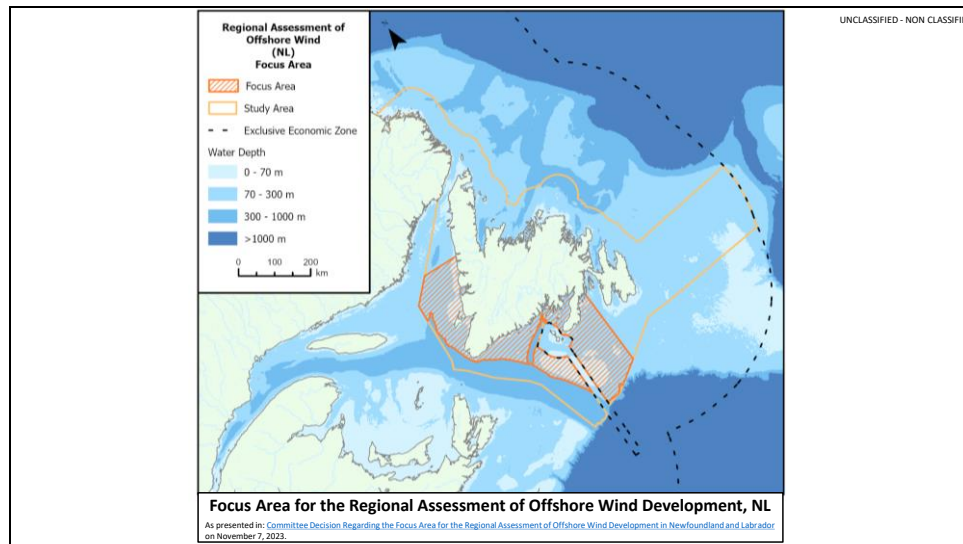 UNCLASSIFIED - NON CLASSIFI
Regional Assessment of
Offshore Wind
(NL)
Focus Area
Focus Area
Study Area
Exclusive Economic Zone
Water Depth
0 - 70 m
70 - 300 m
300 - 1000 m
>1000 m
0 100 200
km
Focus Area for the Regional Assessment of Offshore Wind Development, NL
As presented in: Committee Decision Regarding the Focus Area for the Regional Assessment of Offshore Wind Development in Newfoundland and Labrador
on November 7, 2023.